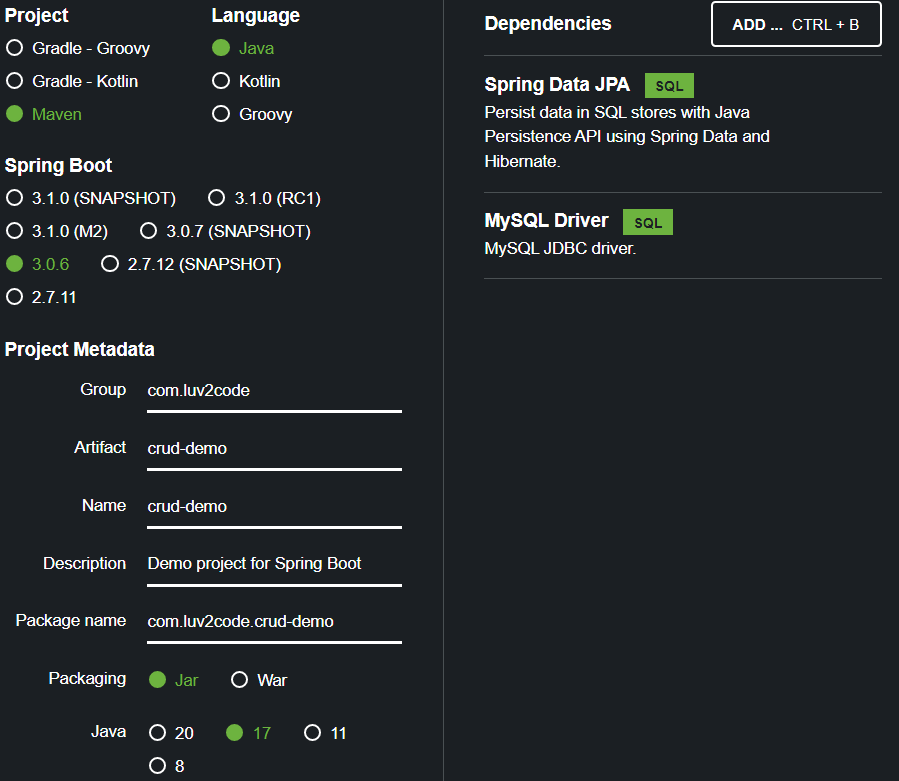 Project
Language
Gradle - Groovy
Java
Gradle - Kotlin
Kotlin
Maven
Groovy
Spring Boot
3.1.0 (SNAPSHOT) 3.1.0 (RC1)
3.1.0 (M2) 3.0.7 (SNAPSHOT)
3.0.6 2.7.12 (SNAPSHOT)
2.7.11
Project Metadata
Group com.luv2code
Artifact crud-demo
Name crud-demo
Description Demo project for Spring Boot
Package name com.luv2code.crud-demo
Packaging Jar War
Java 20 17 11
8
Dependencies
ADD ... CTRL + B
Spring Data JPA SQL
Persist data in SQL stores with Java
Persistence API using Spring Data and
Hibernate.
MySQL Driver SQL
MySQL JDBC driver.